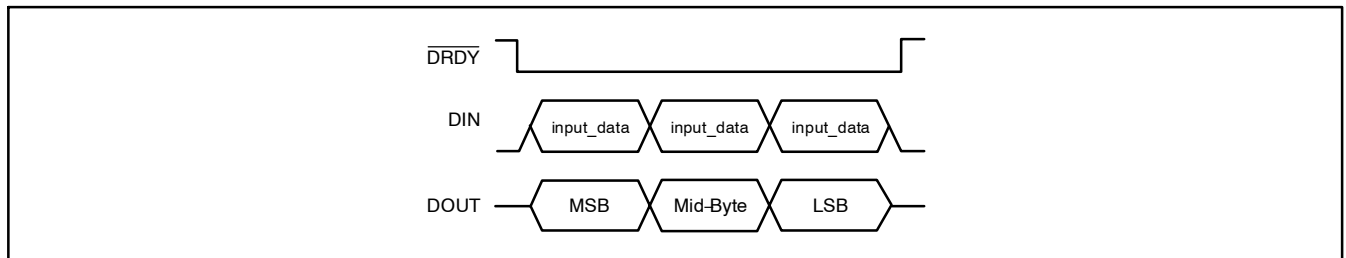 DRDY
DIN input_data input_data input_data
DOUT MSB Mid-Byte LSB